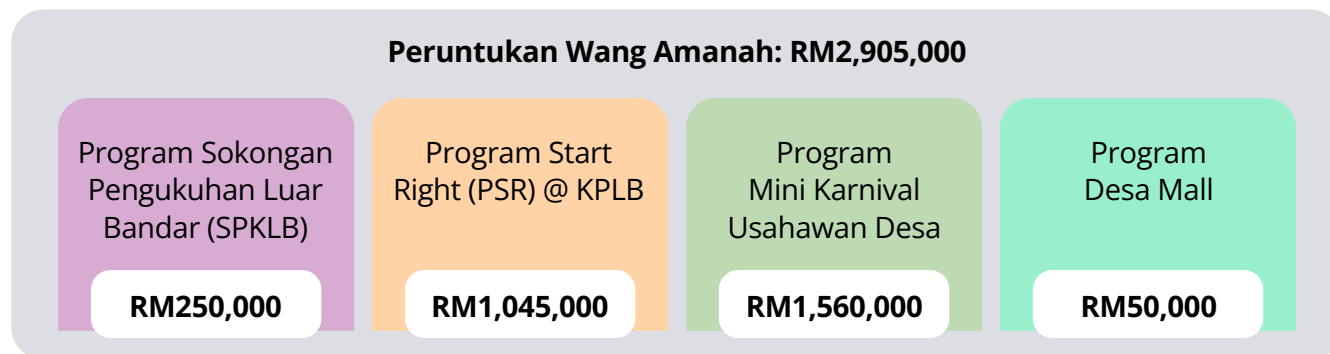 Peruntukan Wang Amanah: RM2,905,000
Program Sokongan
Pengukuhan Luar
Bandar (SPKLB)
RM250,000
Program Start
Right (PSR) @ KPLB
RM1,045,000
Program
Mini Karnival
Usahawan Desa
RM1,560,000
Program
Desa Mall
RM50,000